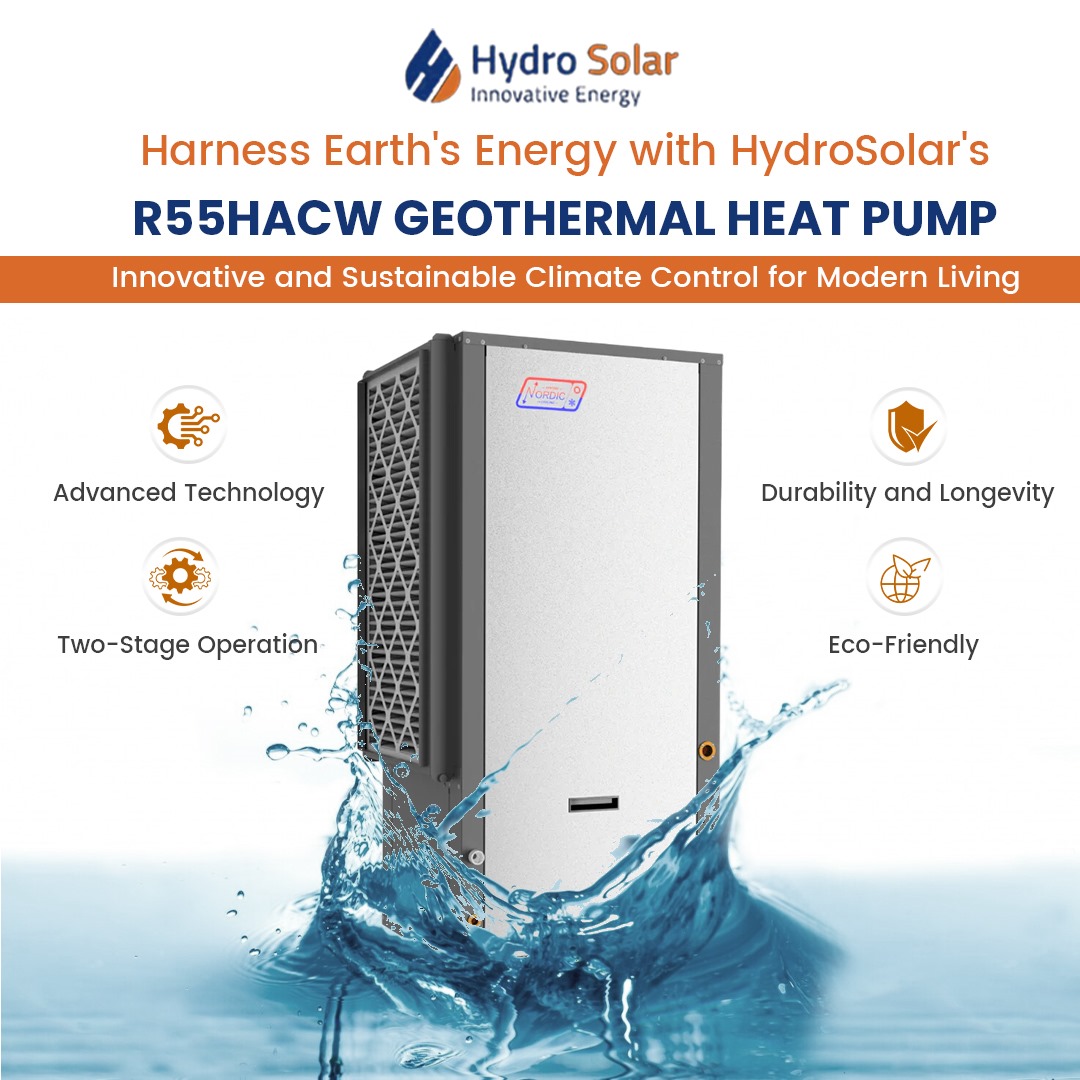 Hydro Solar
Innovative Energy
Harness Earth's Energy with HydroSolar's
R55HACW GEOTHERMAL HEAT PUMP
Innovative and Sustainable Climate Control for Modern Living
NORDIC
Advanced Technology
Durability and Longevity
Two-Stage Operation
Eco-Friendly